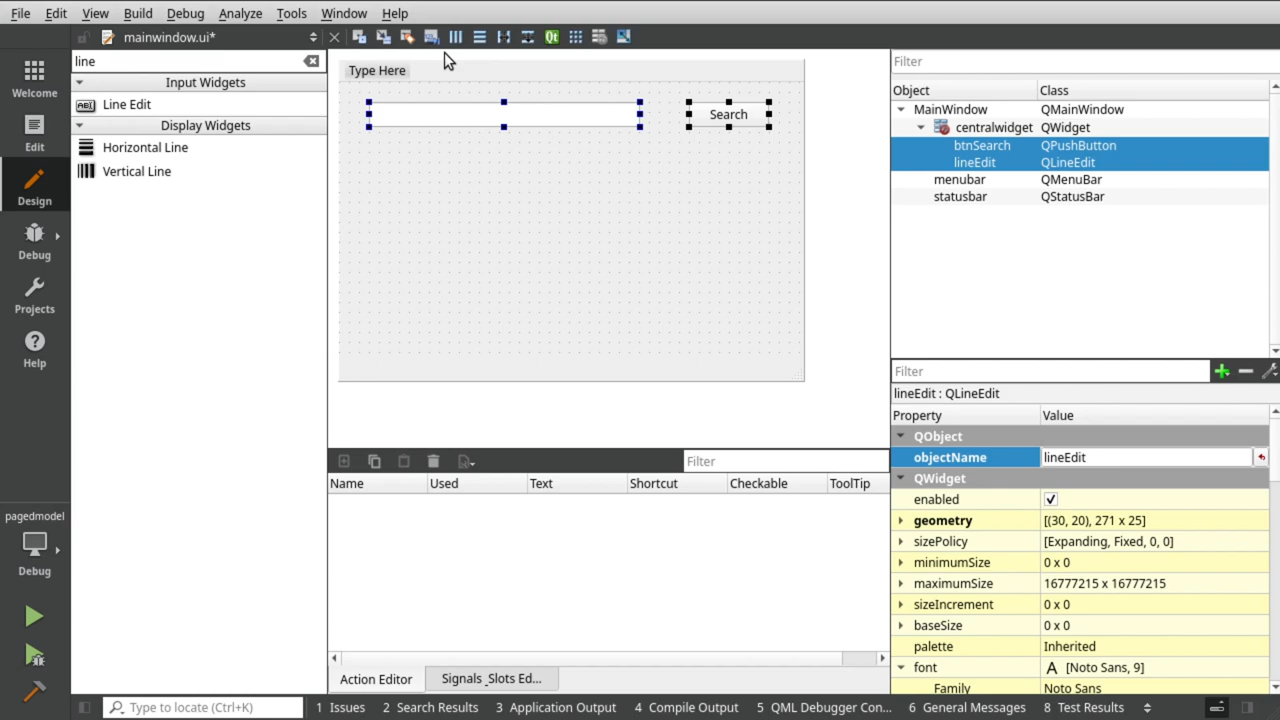 File Edit View Build Debug Analyze Tools Window Help
mainwindow.ui*
line
Input Widgets
Line Edit
Display Widgets
Horizontal Line
Vertical Line
Welcome
Edit
Design
Debug
Projects
Help
pagedmodel
Debug
Type Here
Search
Filter
Object Class
MainWindow QMainWindow
centralwidget QWidget
btnSearch QPushButton
lineEdit QLineEdit
menubar QMenuBar
statusbar QStatusBar
Filter
lineEdit : QLineEdit
Property Value
QObject
objectName lineEdit
QWidget
enabled
geometry [(30, 20), 271 x 25]
sizePolicy [Expanding, Fixed, 0, 0]
minimumSize 0 x 0
maximumSize 16777215 x 16777215
sizeIncrement 0 x 0
baseSize 0 x 0
palette Inherited
font A [Noto Sans, 9]
Family Noto Sans
Filter
Name Used Text Shortcut Checkable ToolTip
Action Editor Signals _Slots Ed...
Type to locate (Ctrl+K) 1 Issues 2 Search Results 3 Application Output 4 Compile Output 5 QML Debugger Con... 6 General Messages 8 Test Results